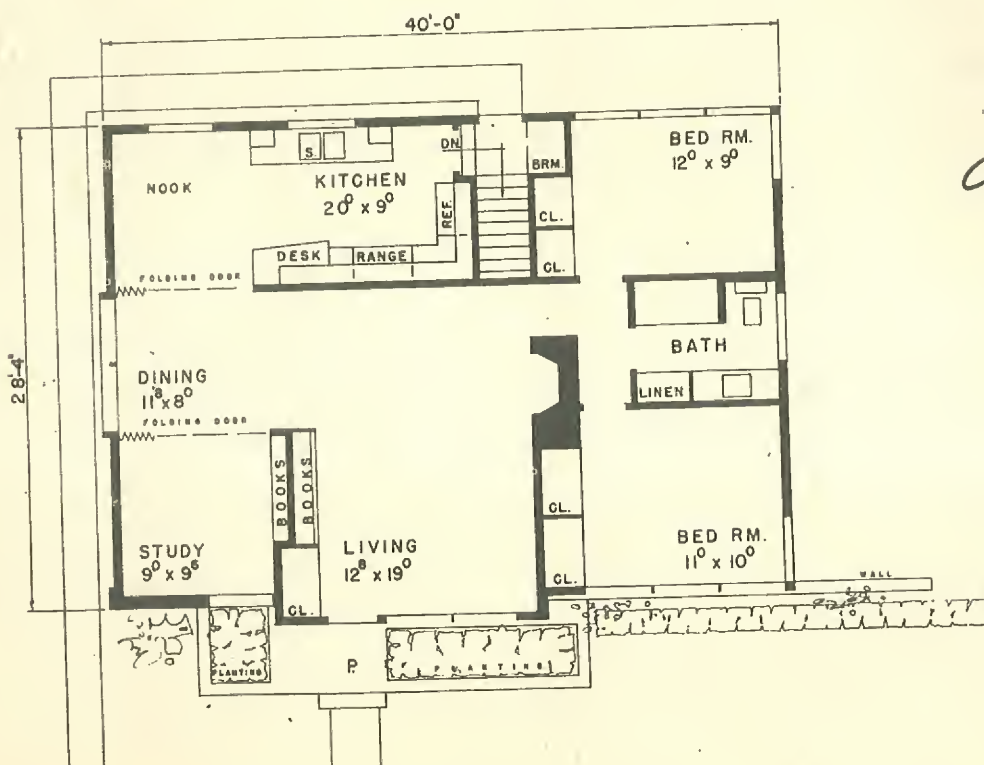 40'-0"
28'-4"
NOOK
S.
KITCHEN
20⁰ x 9⁰
DN.
BRM.
BED RM.
12⁰ x 9⁰
REF.
CL.
DESK
RANGE
CL.
FOLDING DOOR
BATH
LINEN
DINING
11'⁸ x 8⁰
FOLDING DOOR
BOOKS
BOOKS
CL.
STUDY
9⁰ x 9⁶
LIVING
12⁸ x 19⁰
BED RM.
11⁰ x 10⁰
CL.
CL.
WALL
PLANTING
P.
PLANTING